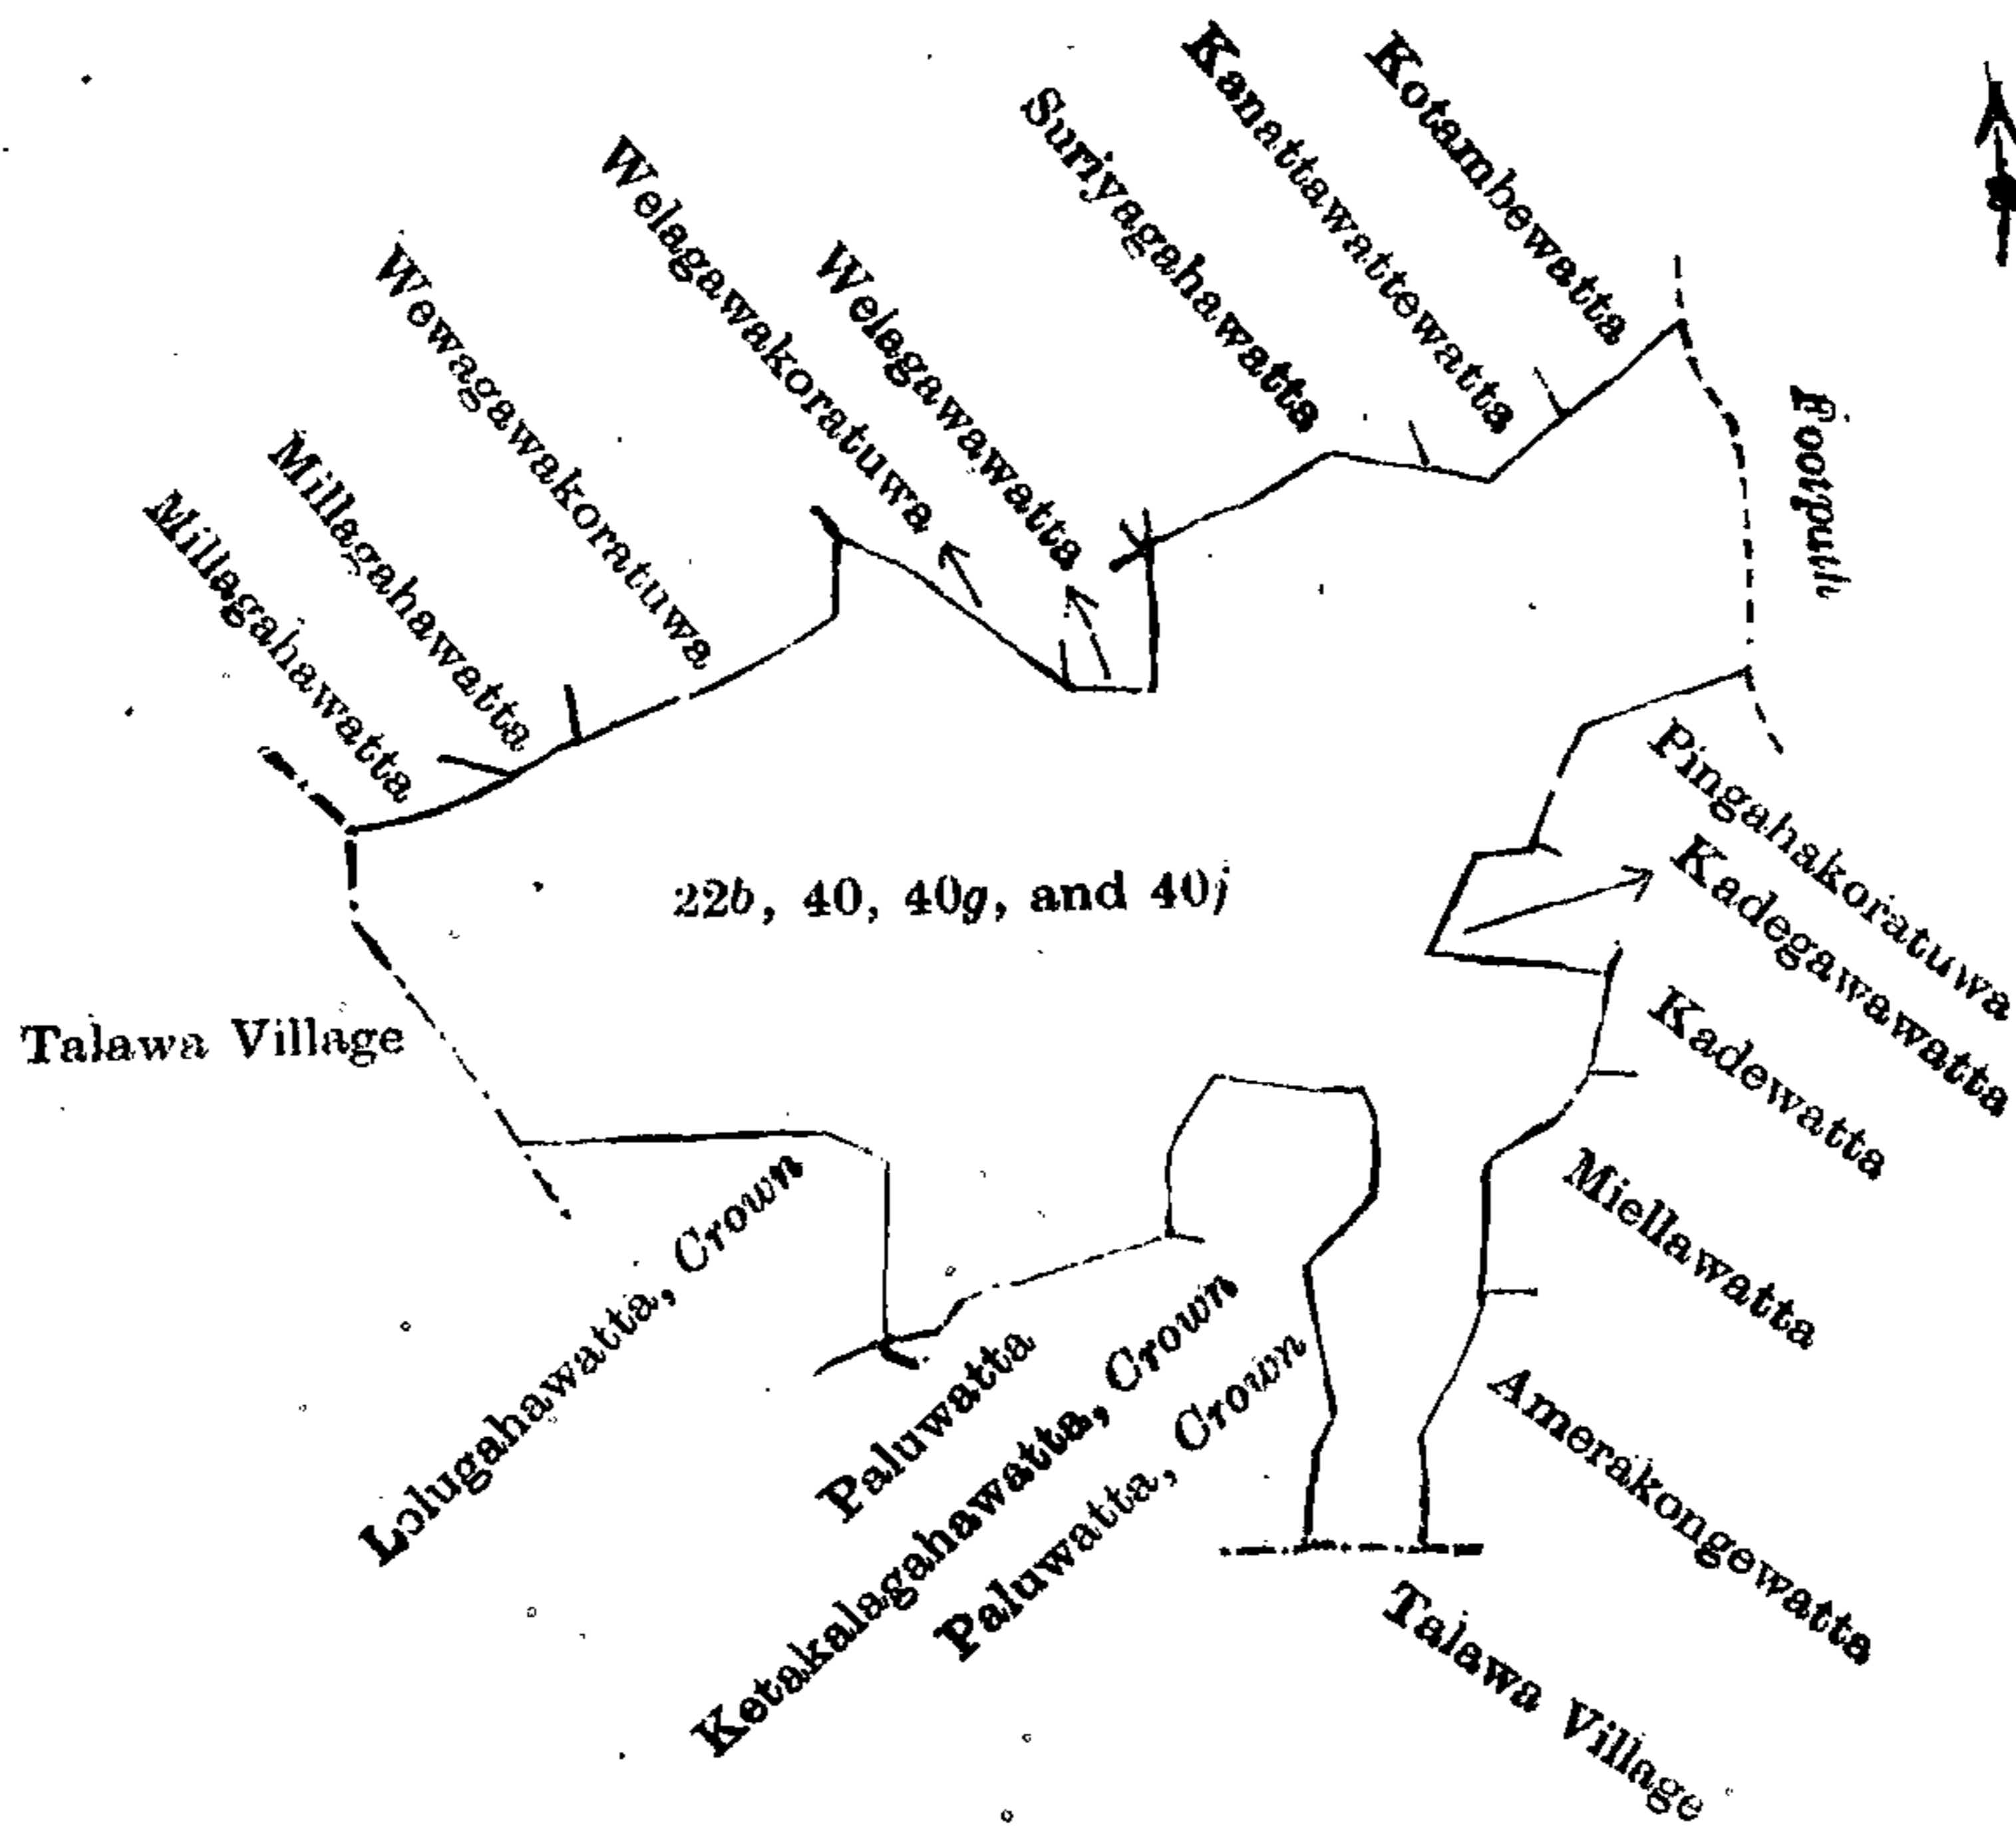 Kotambewatta
Kanattawattewatta
Suriyagahawatta
Welagawawatta
Welagawakoratuwa
Wewagawakoratuwa
Millagahawatta
Millagahawatta
Footpath
Pingahakoratuwa
Kadegawawatta
22b, 40, 40g, and 40j
Kadewatta
Talawa Village
Miellawatta
Lolugahawatta, Crown
Paluwatta
Ketakalagahawatta, Crown
Paluwatta, Crown
Amerakongewatta
Talawa Village